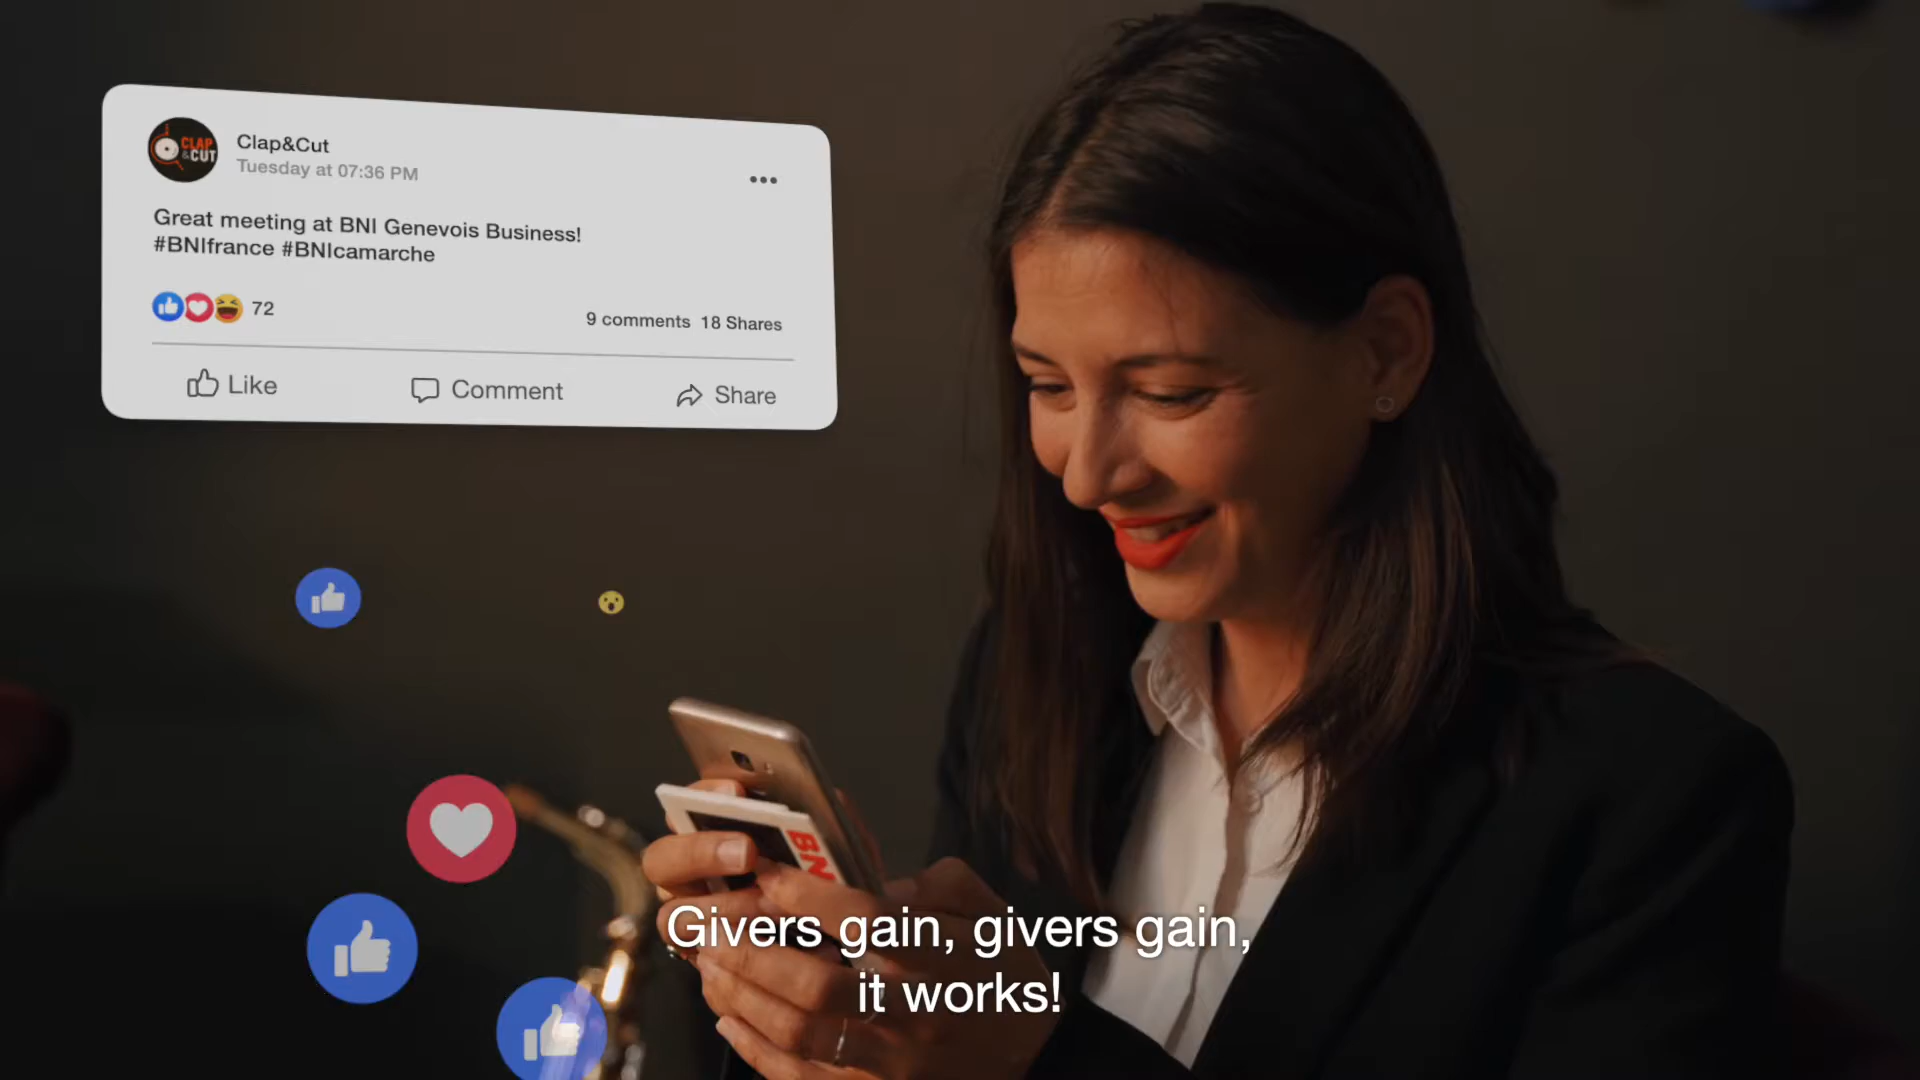 CLAP
&CUT
Clap&Cut
Tuesday at 07:36 PM
Great meeting at BNI Genevois Business!
#BNIfrance #BNIcamarche
72
9 comments 18 Shares
Like
Comment
Share
BN
Givers gain, givers gain,
it works!